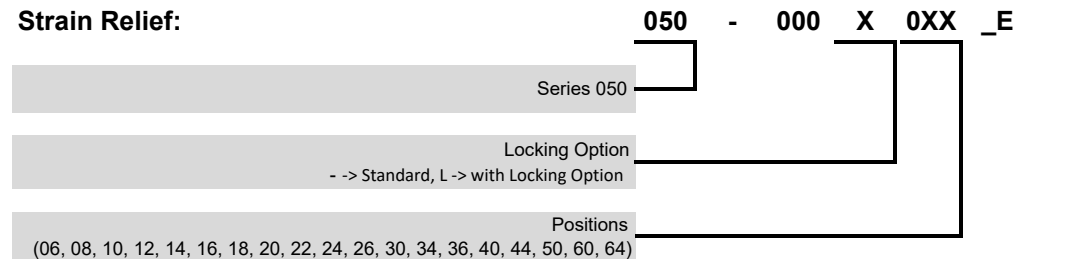 Strain Relief: 050 - 000 X 0XX _E
Series 050
Locking Option
- -> Standard, L -> with Locking Option
Positions
(06, 08, 10, 12, 14, 16, 18, 20, 22, 24, 26, 30, 34, 36, 40, 44, 50, 60, 64)